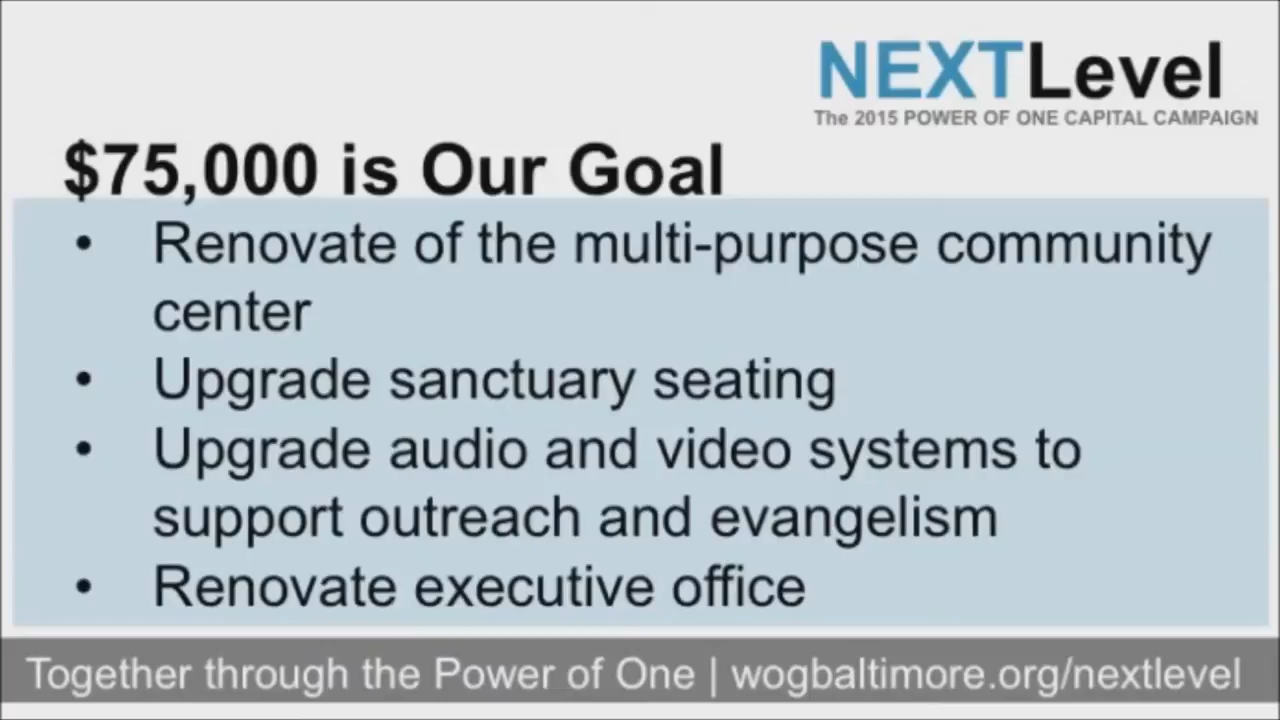 NEXTLevel
The 2015 POWER OF ONE CAPITAL CAMPAIGN
$75,000 is Our Goal
• Renovate of the multi-purpose community
center
• Upgrade sanctuary seating
• Upgrade audio and video systems to
support outreach and evangelism
• Renovate executive office
Together through the Power of One | wogbaltimore.org/nextlevel